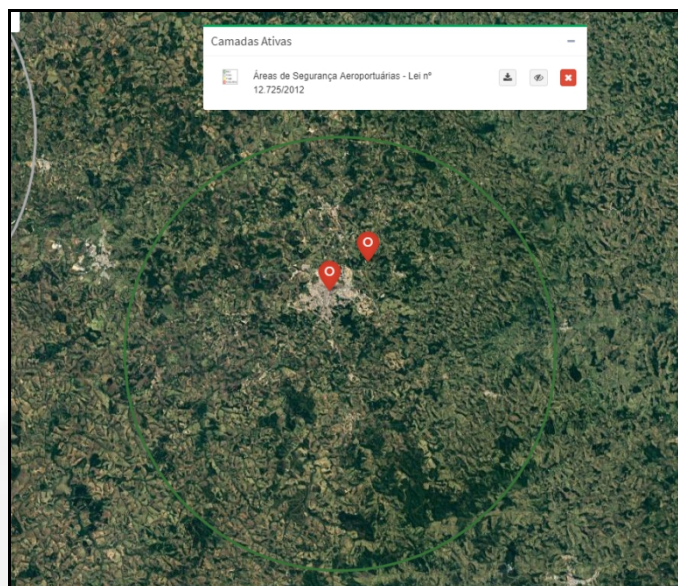 Camadas Ativas
Áreas de Segurança Aeroportuárias - Lei nº
12.725/2012